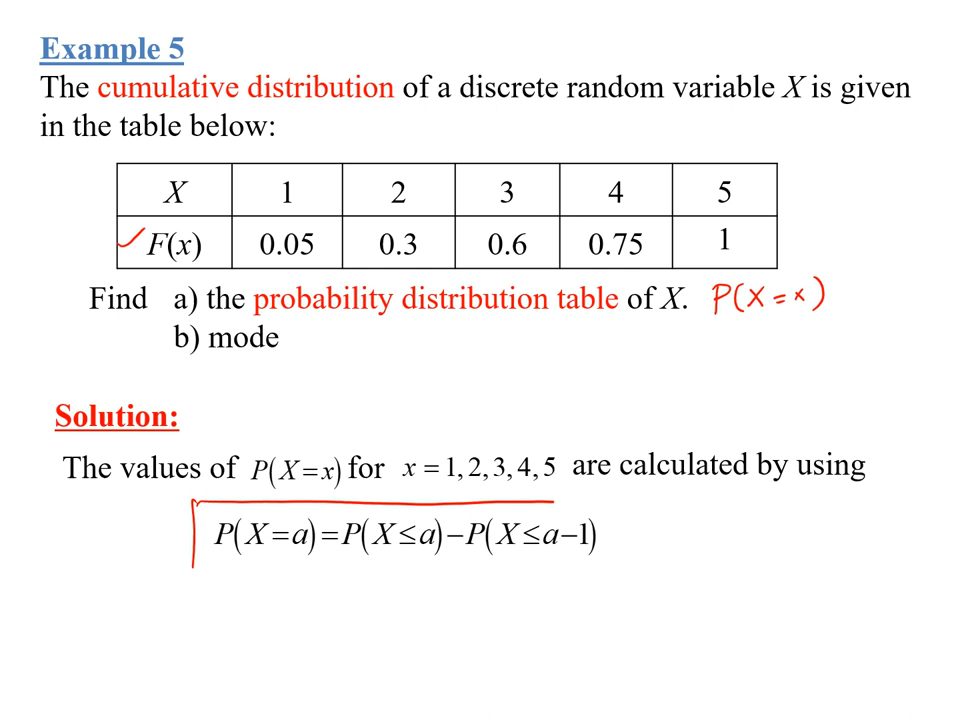 Example 5
The cumulative distribution of a discrete random variable X is given
in the table below:
X 1 2 3 4 5
F(x) 0.05 0.3 0.6 0.75 1
Find a) the probability distribution table of X. P(X=x)
b) mode
Solution:
The values of P(X=x) for x=1,2,3,4,5 are calculated by using
P(X=a)=P(X≤a)−P(X≤a−1)